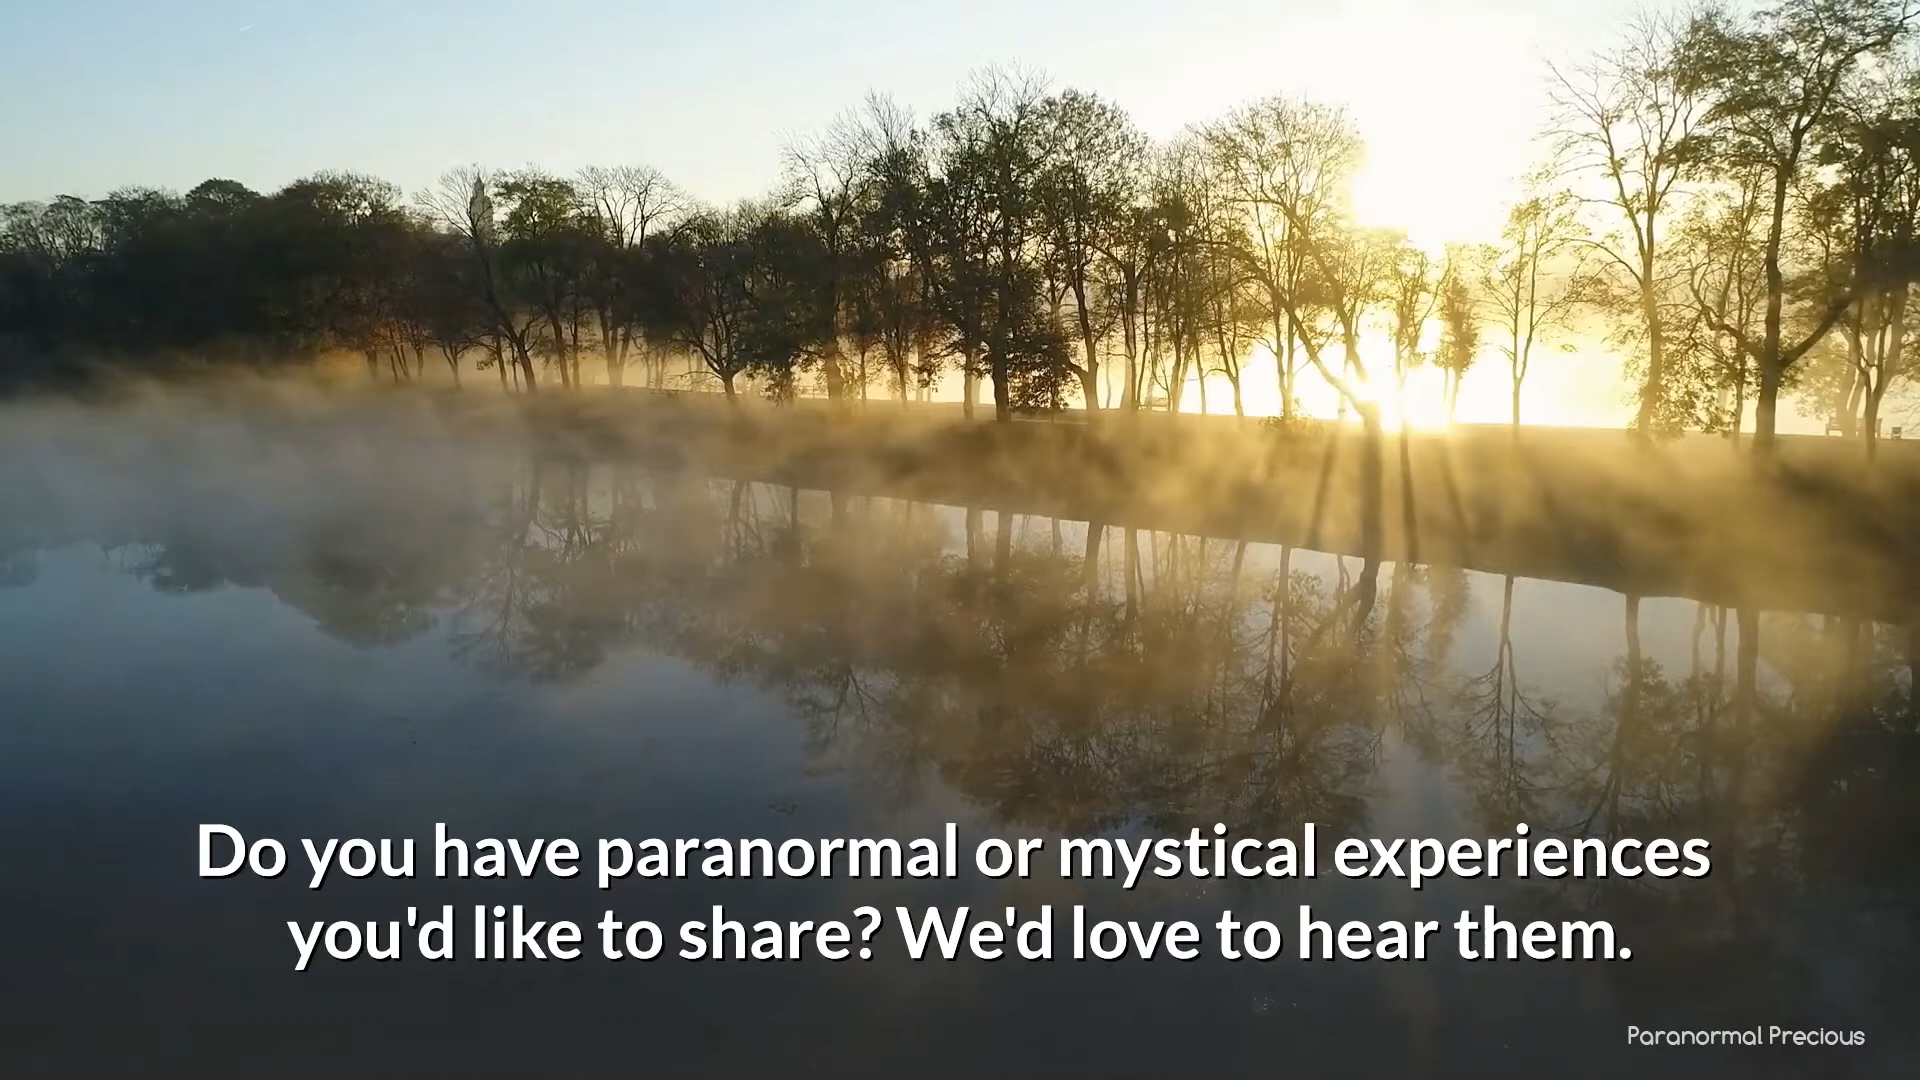 Do you have paranormal or mystical experiences
you'd like to share? We'd love to hear them.
Paranormal Precious